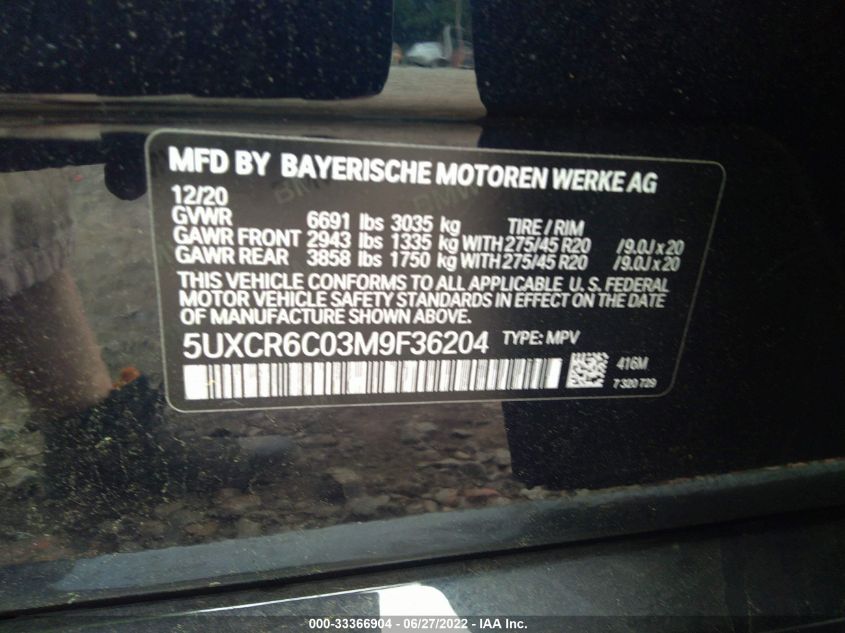 MFD BY BAYERISCHE MOTOREN WERKE AG
12/20
GVWR 6691 lbs 3035 kg TIRE / RIM
GAWR FRONT 2943 lbs 1335 kg WITH 275/45 R20 /9.0J x 20
GAWR REAR 3858 lbs 1750 kg WITH 275/45 R20 /9.0J x 20
THIS VEHICLE CONFORMS TO ALL APPLICABLE U. S. FEDERAL
MOTOR VEHICLE SAFETY STANDARDS IN EFFECT ON THE DATE
OF MANUFACTURE SHOWN ABOVE.
5UXCR6C03M9F36204 TYPE: MPV
416M
7 320 729
000-33366904 - 06/27/2022 - IAA Inc.